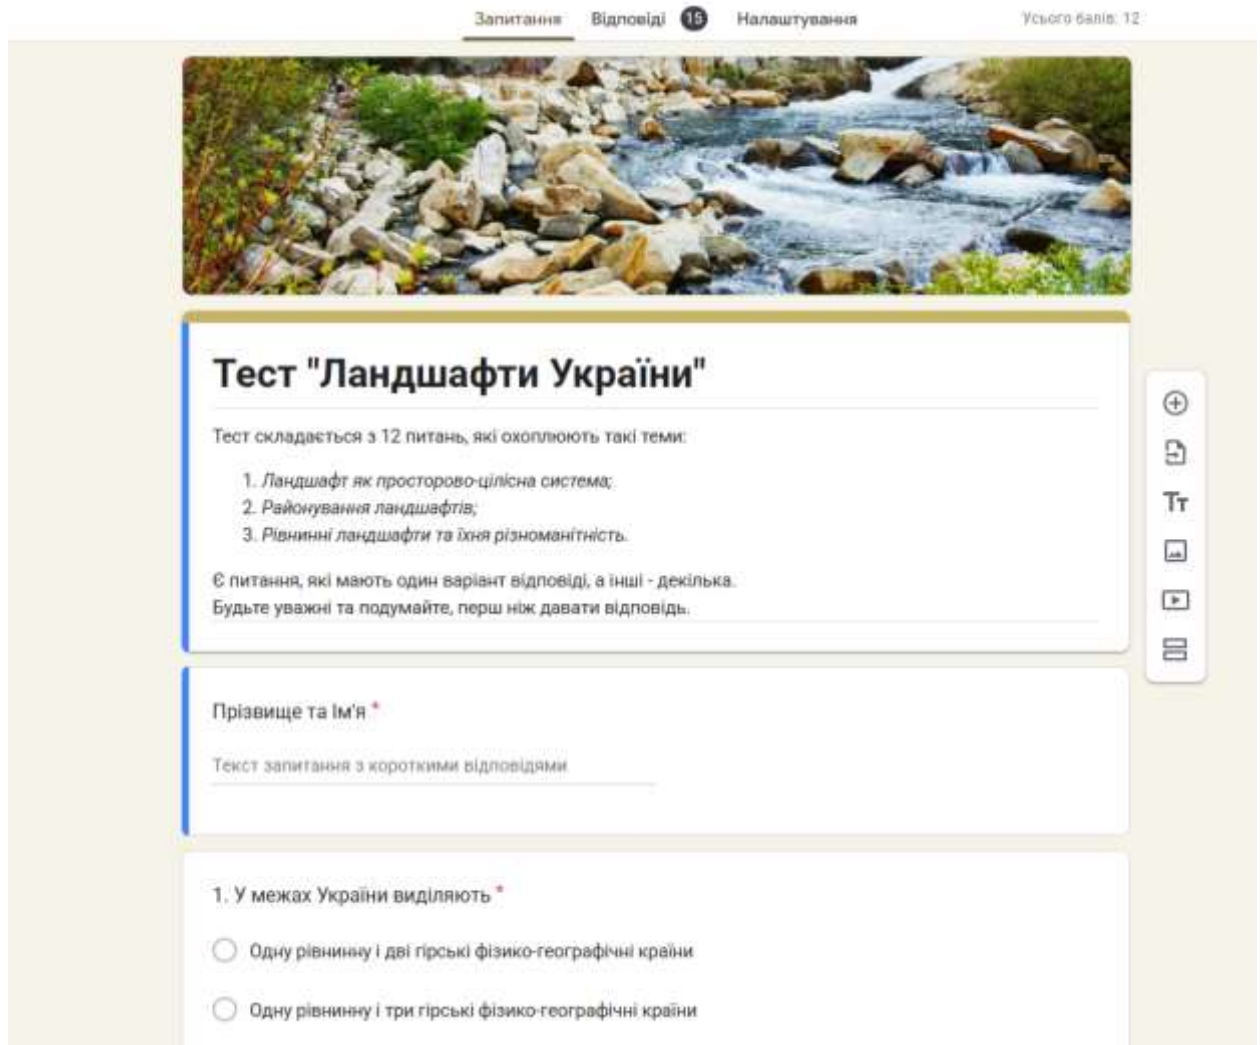 Запитання Відповіді 15 Налаштування Усього балів: 12
Тест "Ландшафти України"
Тест складається з 12 питань, які охоплюють такі теми:
1. Ландшафт як просторово-цілісна система;
2. Районування ландшафтів;
3. Рівнинні ландшафти та їхня різноманітність.
Є питання, які мають один варіант відповіді, а інші - декілька.
Будьте уважні та подумайте, перш ніж давати відповідь.
Тт
Прізвище та Ім'я *
Текст запитання з короткими відповідями
1. У межах України виділяють *
Одну рівнинну і дві гірські фізико-географічні країни
Одну рівнинну і три гірські фізико-географічні країни